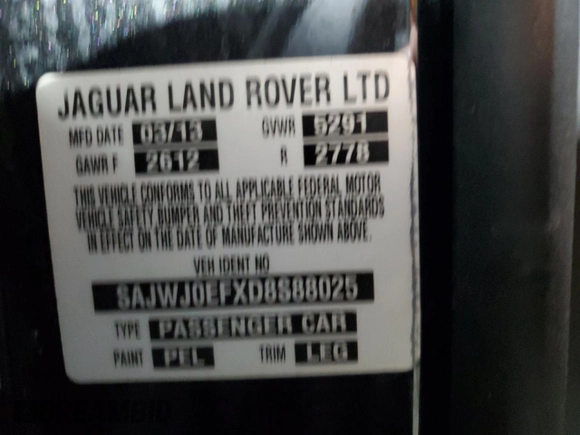 JAGUAR LAND ROVER LTD
MFD DATE 03/13 GVWR 5291
GAWR F 2612 R 2778
THIS VEHICLE CONFORMS TO ALL APPLICABLE FEDERAL MOTOR
VEHICLE SAFETY BUMPER AND THEFT PREVENTION STANDARDS
IN EFFECT ON THE DATE OF MANUFACTURE SHOWN ABOVE.
VEH IDENT NO
SAJWJ0EFXD8S88025
TYPE PASSENGER CAR
PAINT PEL TRIM LEG